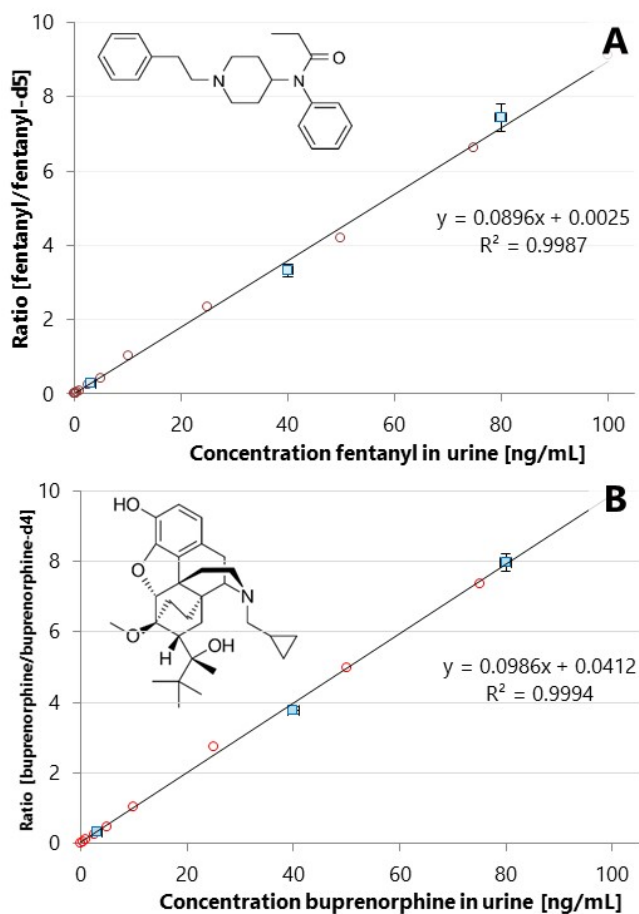 A
10
8
6
4
2
0
Ratio [fentanyl/fentanyl-d5]
N
N
O
y = 0.0896x + 0.0025
R² = 0.9987
0 20 40 60 80 100
Concentration fentanyl in urine [ng/mL]
B
10
8
6
4
2
0
Ratio [buprenorphine/buprenorphine-d4]
HO
O
N
O
H
OH
y = 0.0986x + 0.0412
R² = 0.9994
0 20 40 60 80 100
Concentration buprenorphine in urine [ng/mL]